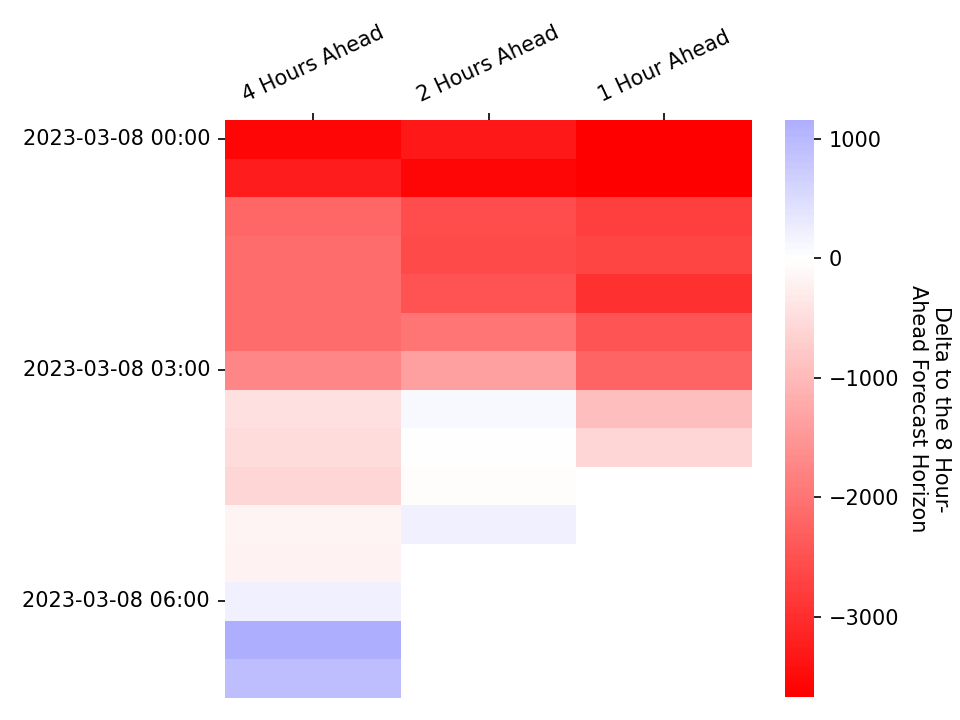 4 Hours Ahead
2 Hours Ahead
1 Hour Ahead
2023-03-08 00:00
2023-03-08 03:00
2023-03-08 06:00
1000
0
−1000
−2000
−3000
Delta to the 8 Hour-
Ahead Forecast Horizon